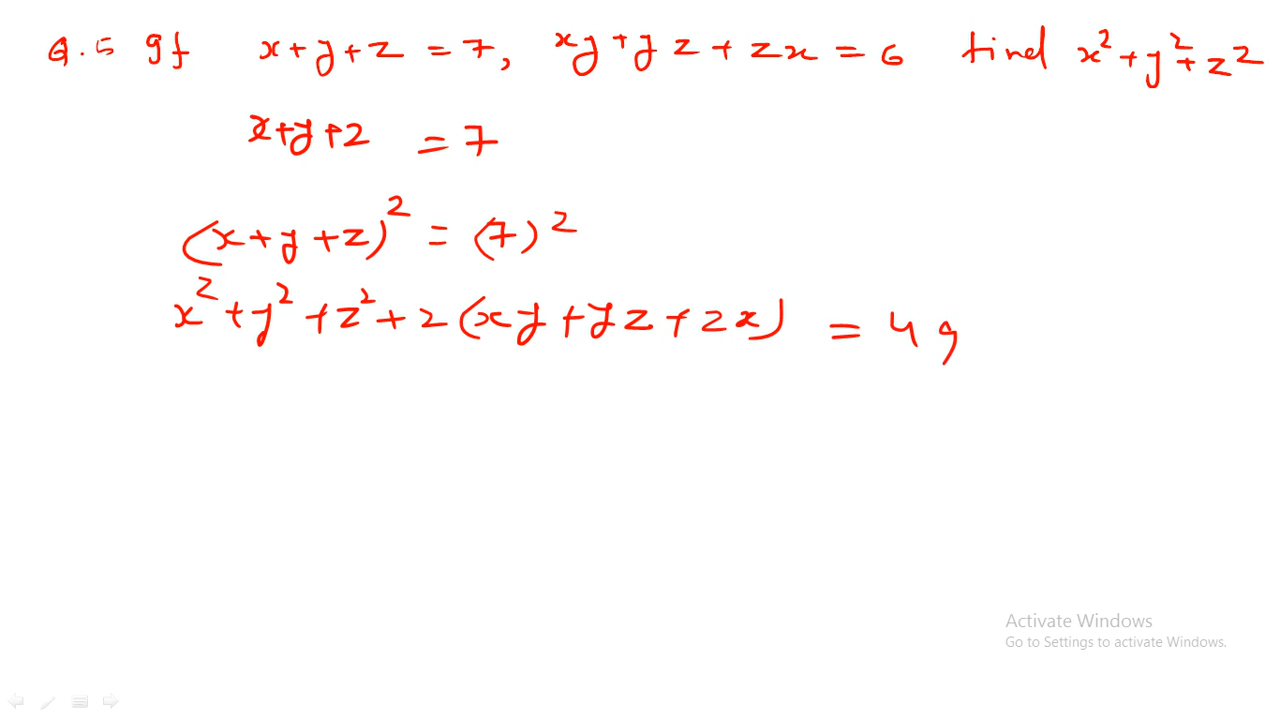 Q.5 If x+y+z = 7, xy+yz+zx = 6 find x²+y²+z²
x+y+z = 7
(x+y+z)² = (7)²
x²+y²+z²+2(xy+yz+zx) = 49
Activate Windows
Go to Settings to activate Windows.